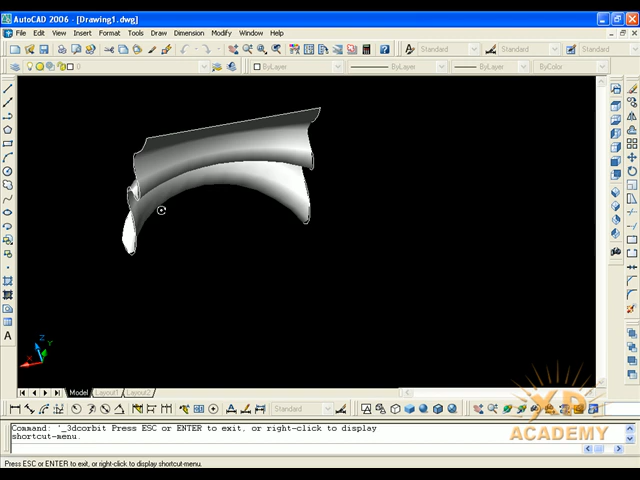 AutoCAD 2006 - [Drawing1.dwg]
File Edit View Insert Format Tools Draw Dimension Modify Window Help
Standard Standard Standard
0 ByLayer ByLayer ByLayer ByColor
A
Z
Y
X
Model Layout1 Layout2
Standard
Command: '_3dcorbit Press ESC or ENTER to exit, or right-click to display
shortcut-menu.
XD
ACADEMY
Press ESC or ENTER to exit, or right-click to display shortcut-menu.